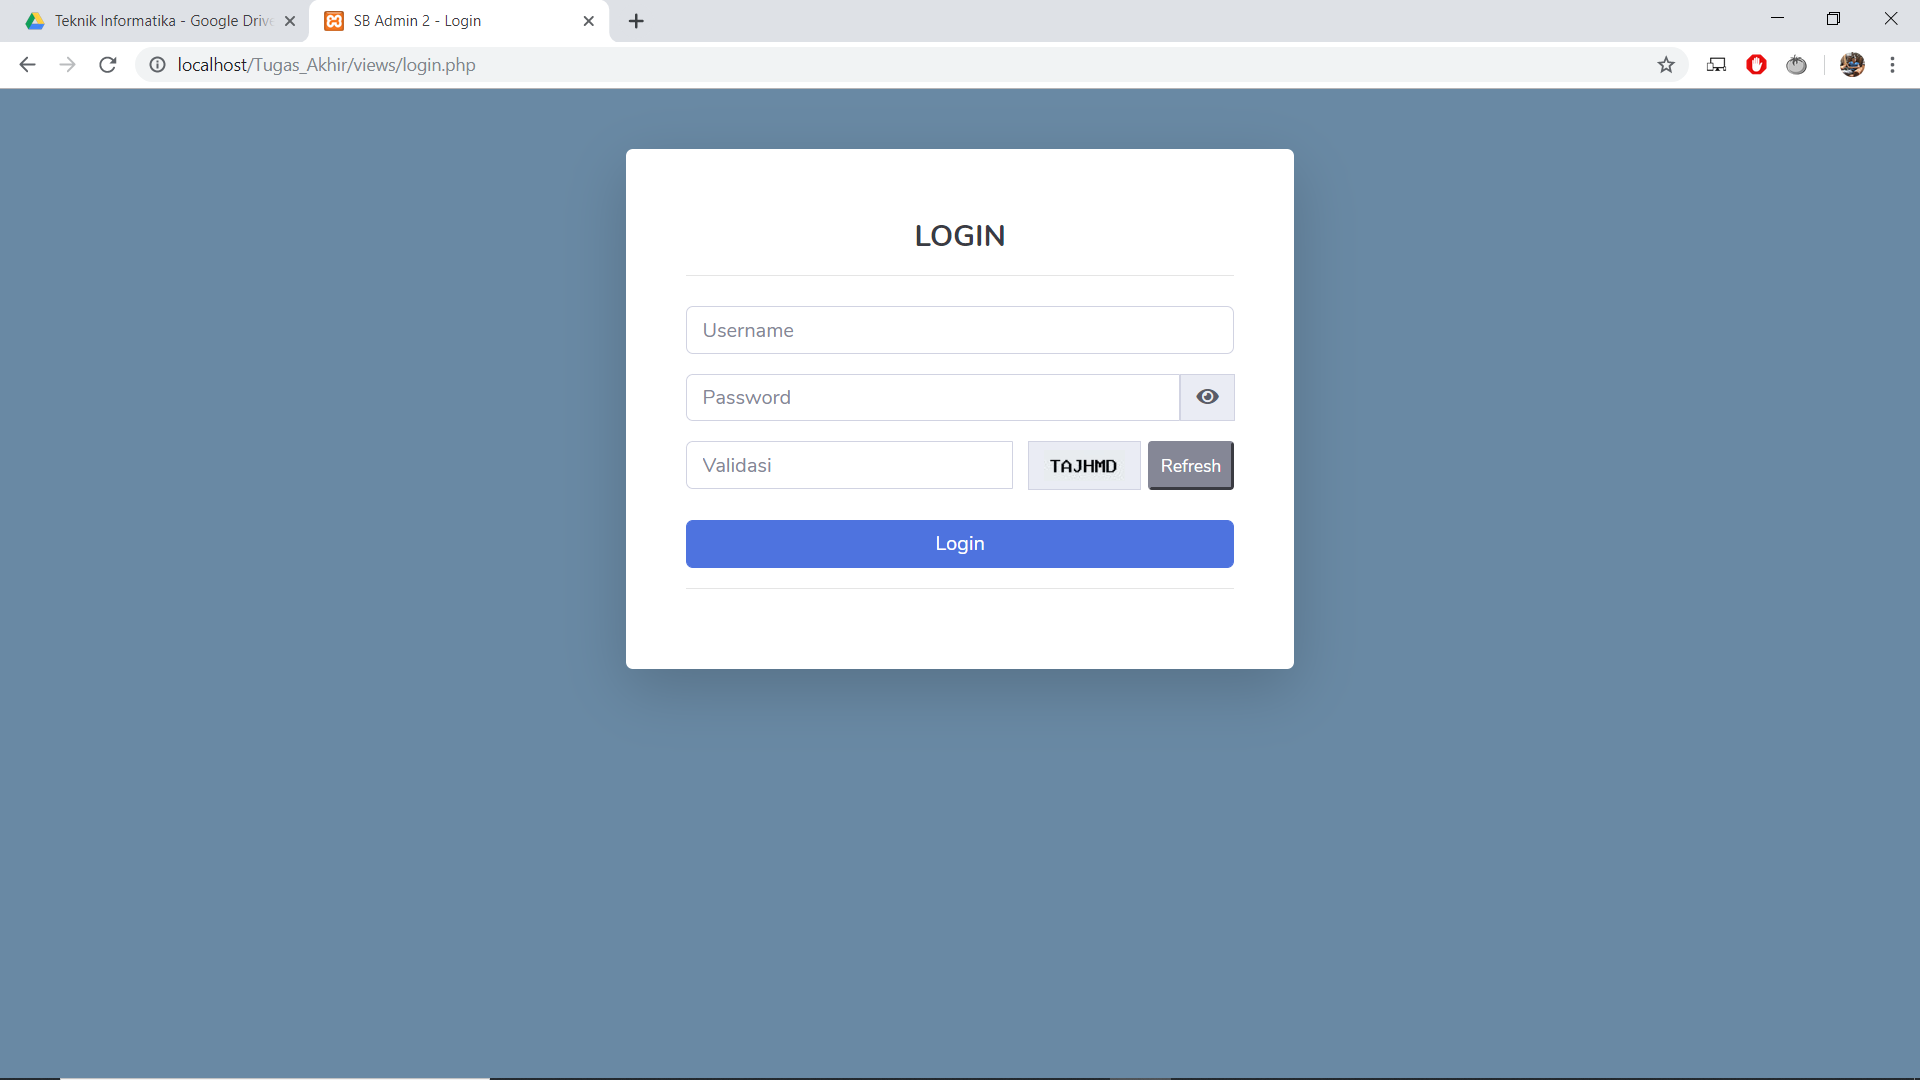 Teknik Informatika - Google Drive
SB Admin 2 - Login
localhost/Tugas_Akhir/views/login.php
LOGIN
Username
Password
Validasi
TAJHMD
Refresh
Login